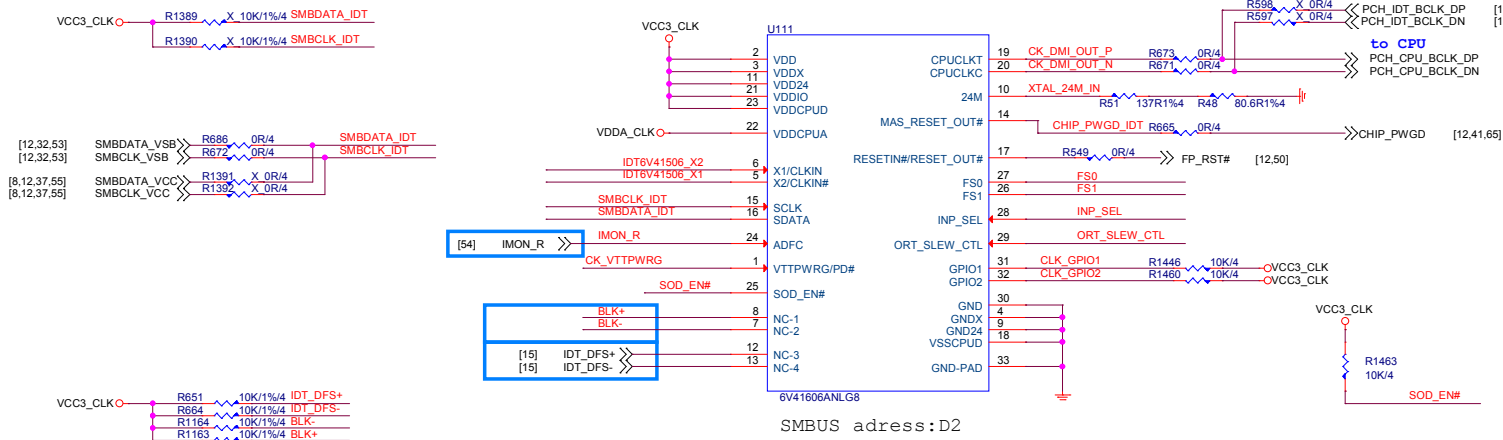 VCC3_CLK
R1389 X_10K/1%/4 SMBDATA_IDT
R1390 X_10K/1%/4 SMBCLK_IDT
[12,32,53] SMBDATA_VSB R686 0R/4 SMBDATA_IDT
[12,32,53] SMBCLK_VSB R672 0R/4 SMBCLK_IDT
[8,12,37,55] SMBDATA_VCC R1391 X_0R/4
[8,12,37,55] SMBCLK_VCC R1392 X_0R/4
VCC3_CLK
R651 10K/1%/4 IDT_DFS+
R664 10K/1%/4 IDT_DFS-
R1164 10K/1%/4 BLK-
R1163 10K/1%/4 BLK+
VCC3_CLK
U111
2 VDD
3 VDDX
11 VDD24
21 VDDIO
23 VDDCPUD
VDDA_CLK 22 VDDCPUA
IDT6V41506_X2 6 X1/CLKIN
IDT6V41506_X1 5 X2/CLKIN#
SMBCLK_IDT 15 SCLK
SMBDATA_IDT 16 SDATA
[54] IMON_R IMON_R 24 ADFC
CK_VTTPWRG 1 VTTPWRG/PD#
SOD_EN# 25 SOD_EN#
BLK+ 8 NC-1
BLK- 7 NC-2
[15] IDT_DFS+ 12 NC-3
[15] IDT_DFS- 13 NC-4
CPUCLKT 19 CK_DMI_OUT_P R673 0R/4 PCH_CPU_BCLK_DP
CPUCLKC 20 CK_DMI_OUT_N R671 0R/4 PCH_CPU_BCLK_DN
R598 X_0R/4 PCH_IDT_BCLK_DP [1
R597 X_0R/4 PCH_IDT_BCLK_DN [1
to CPU
24M 10 XTAL_24M_IN R51 137R1%4 R48 80.6R1%4
MAS_RESET_OUT# 14 CHIP_PWGD_IDT R665 0R/4 CHIP_PWGD [12,41,65]
RESETIN#/RESET_OUT# 17 R549 0R/4 FP_RST# [12,50]
FS0 27 FS0
FS1 26 FS1
INP_SEL 28 INP_SEL
ORT_SLEW_CTL 29 ORT_SLEW_CTL
GPIO1 31 CLK_GPIO1 R1446 10K/4 VCC3_CLK
GPIO2 32 CLK_GPIO2 R1460 10K/4 VCC3_CLK
GND 30
GNDX 4
GND24 9
VSSCPUD 18
GND-PAD 33
6V41606ANLG8
SMBUS adress:D2
VCC3_CLK
R1463
10K/4
SOD_EN#